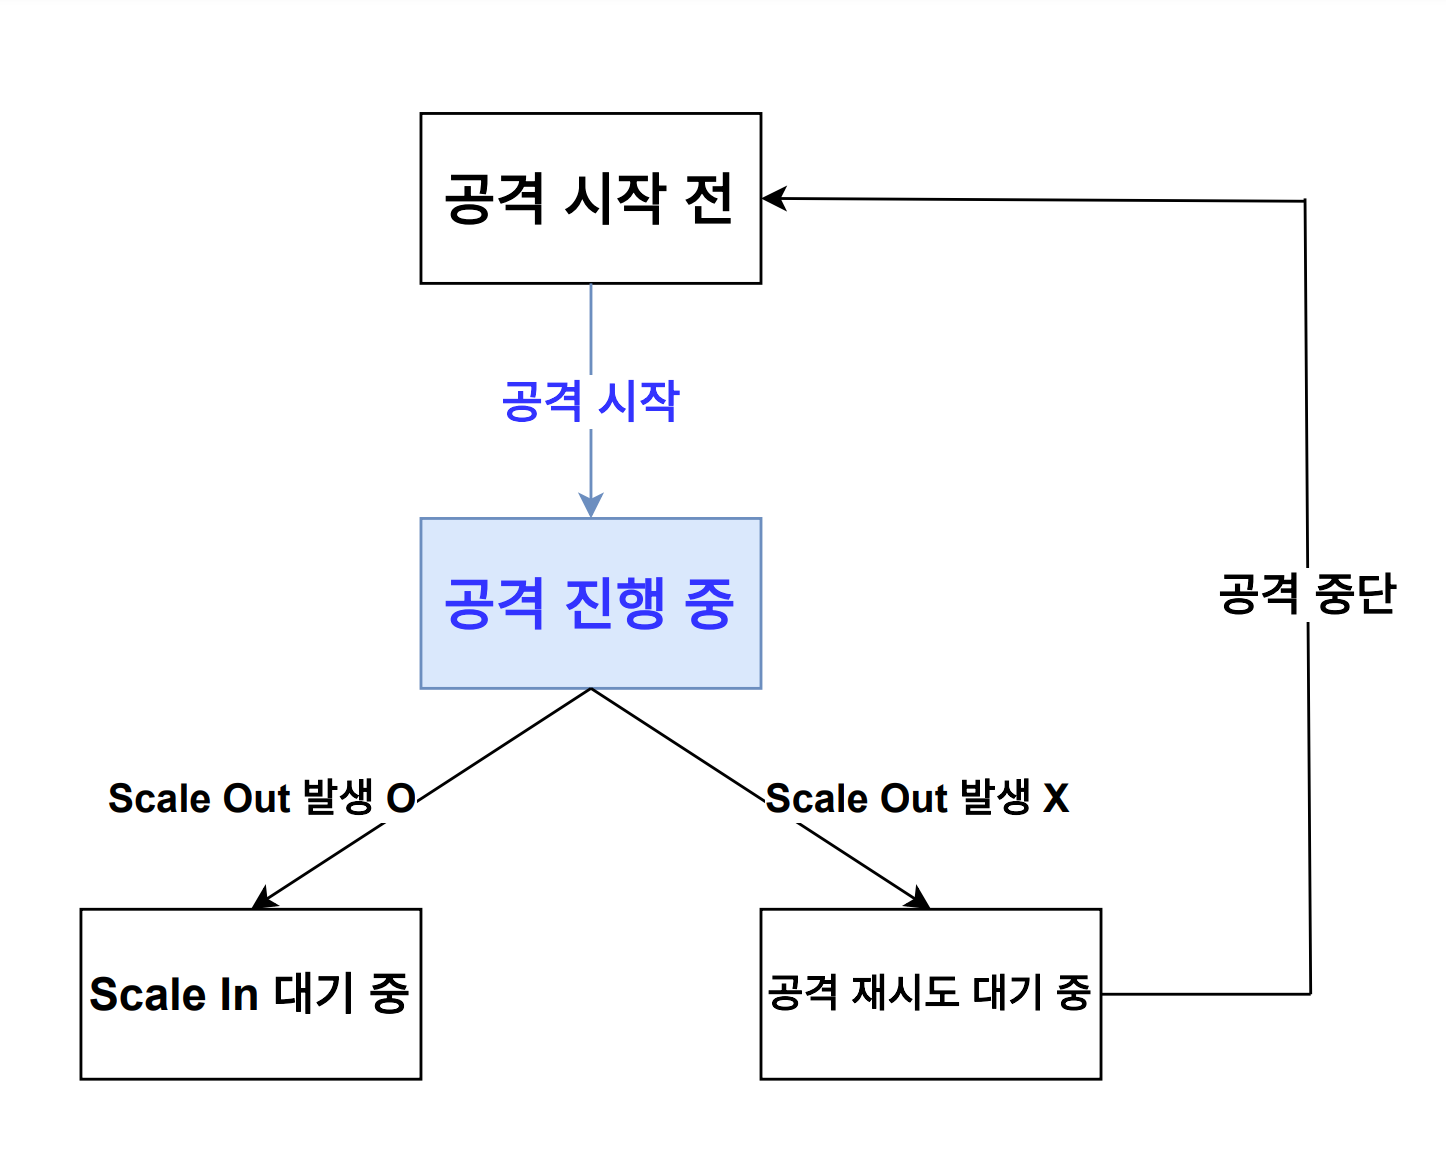 공격 시작 전
공격 시작
공격 진행 중
공격 중단
Scale Out 발생 O
Scale Out 발생 X
Scale In 대기 중
공격 재시도 대기 중